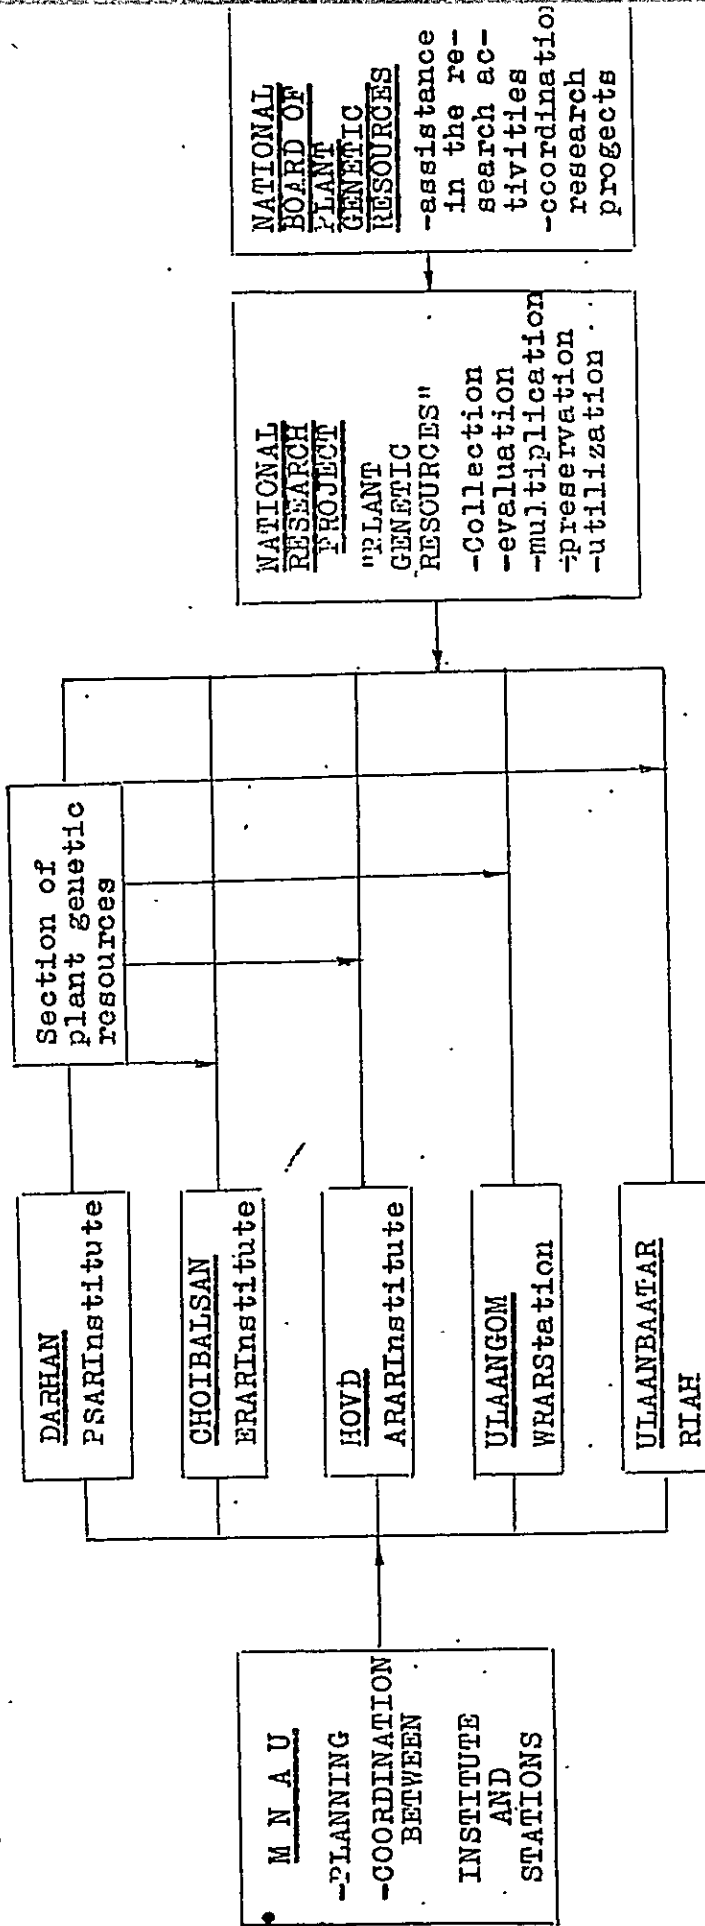 M N A U
-PLANNING
-COORDINATION
BETWEEN
INSTITUTE
AND
STATIONS
DARHAN
PSARInstitute
CHOIBALSAN
ERARInstitute
HOVD
ARARInstitute
ULAANGOM
WRARStation
ULAANBAATAR
RIAH
Section of
plant genetic
resources
NATIONAL
RESEARCH
PROJECT
"PLANT
GENETIC
RESOURCES"
-Collection
-evaluation
-multiplication
-preservation
-utilization
NATIONAL
BOARD OF
PLANT
GENETIC
RESOURCES
-assistance
in the re-
search ac-
tivities
-ccordinatio
research
progects